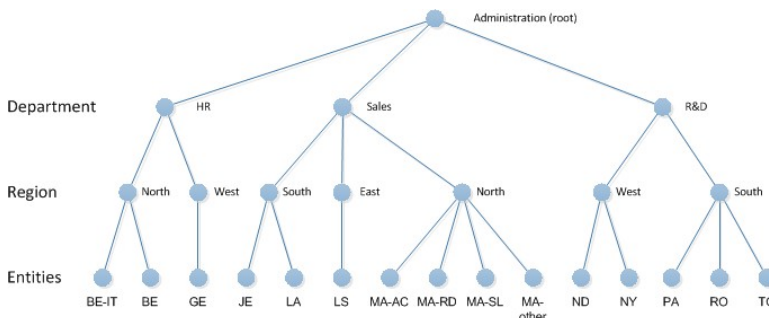 Administration (root)
Department
HR
Sales
R&D
Region
North
West
South
East
North
West
South
Entities
BE-IT
BE
GE
JE
LA
LS
MA-AC
MA-RD
MA-SL
MA-
other
ND
NY
PA
RO